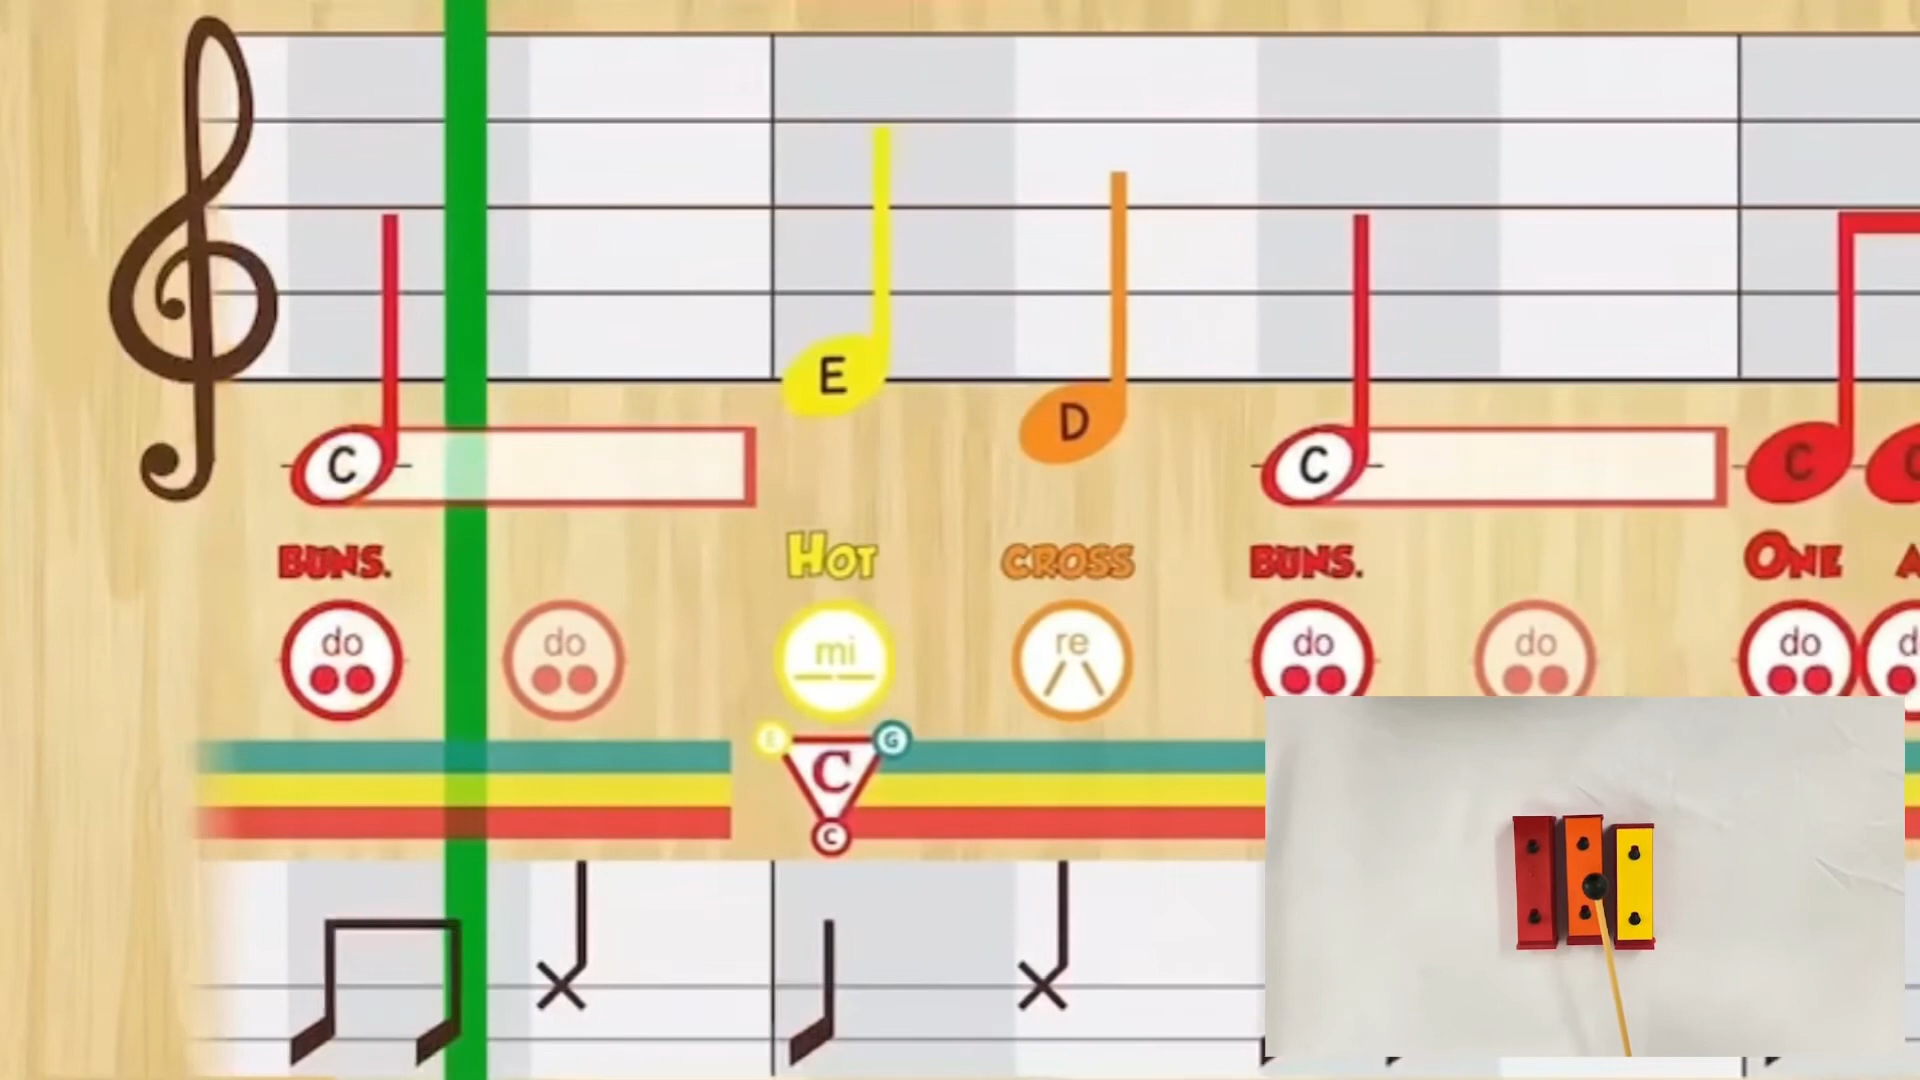 E
D
C C C C
BUNS. HOT CROSS BUNS. ONE A
do do mi re do do do d
E G
C
C